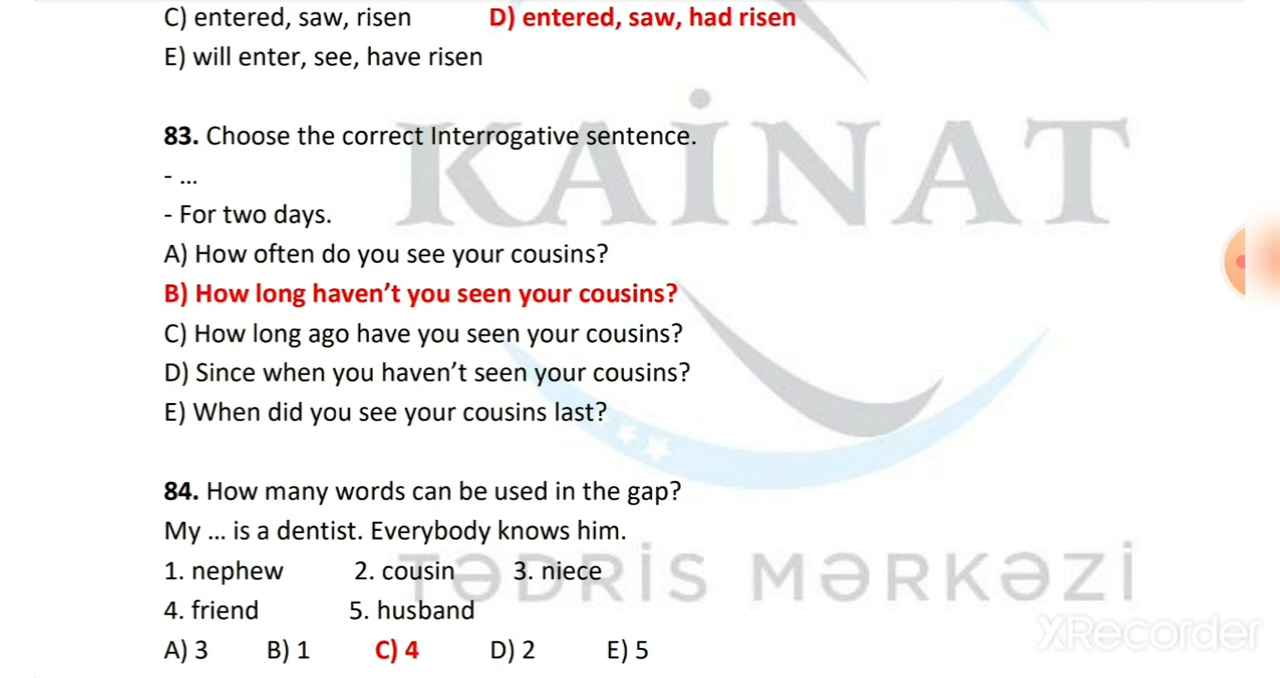 C) entered, saw, risen D) entered, saw, had risen
E) will enter, see, have risen
83. Choose the correct Interrogative sentence.
- ...
- For two days.
A) How often do you see your cousins?
B) How long haven’t you seen your cousins?
C) How long ago have you seen your cousins?
D) Since when you haven’t seen your cousins?
E) When did you see your cousins last?
84. How many words can be used in the gap?
My ... is a dentist. Everybody knows him.
1. nephew 2. cousin 3. niece
4. friend 5. husband
A) 3 B) 1 C) 4 D) 2 E) 5
KAİNAT
TƏDRİS MƏRKƏZİ
XRecorder